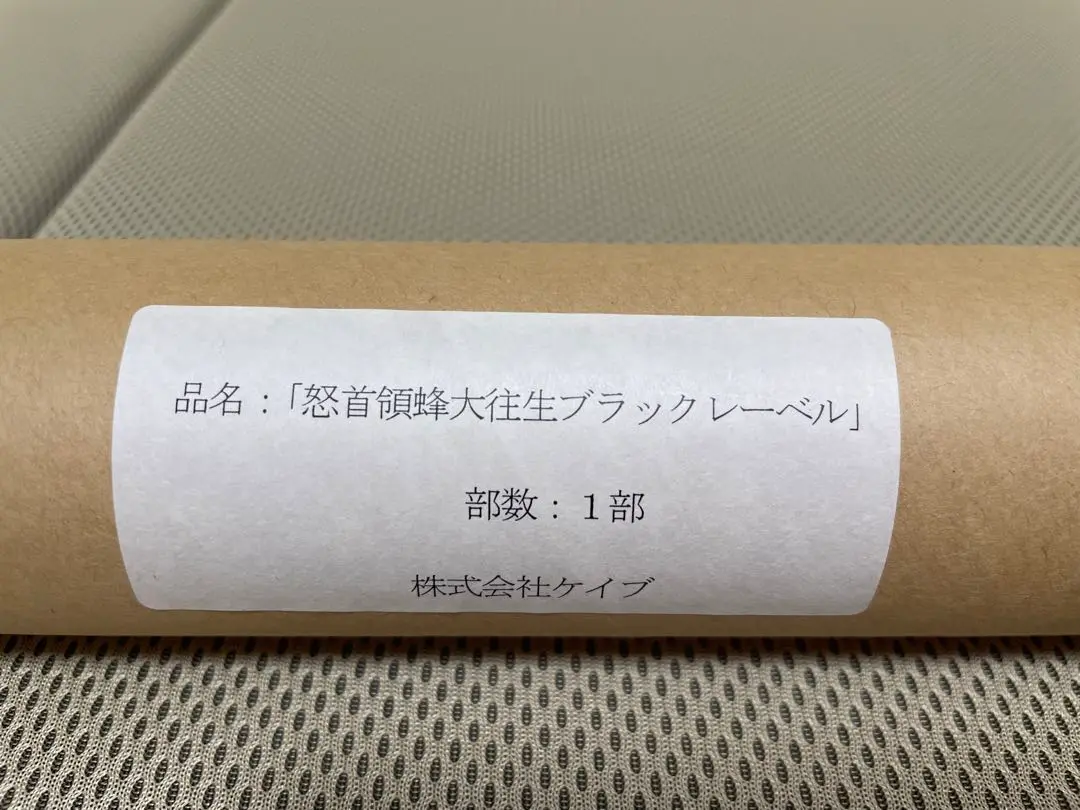 品名：「怒首領蜂大往生ブラックレーベル」
部数：１部
株式会社ケイブ